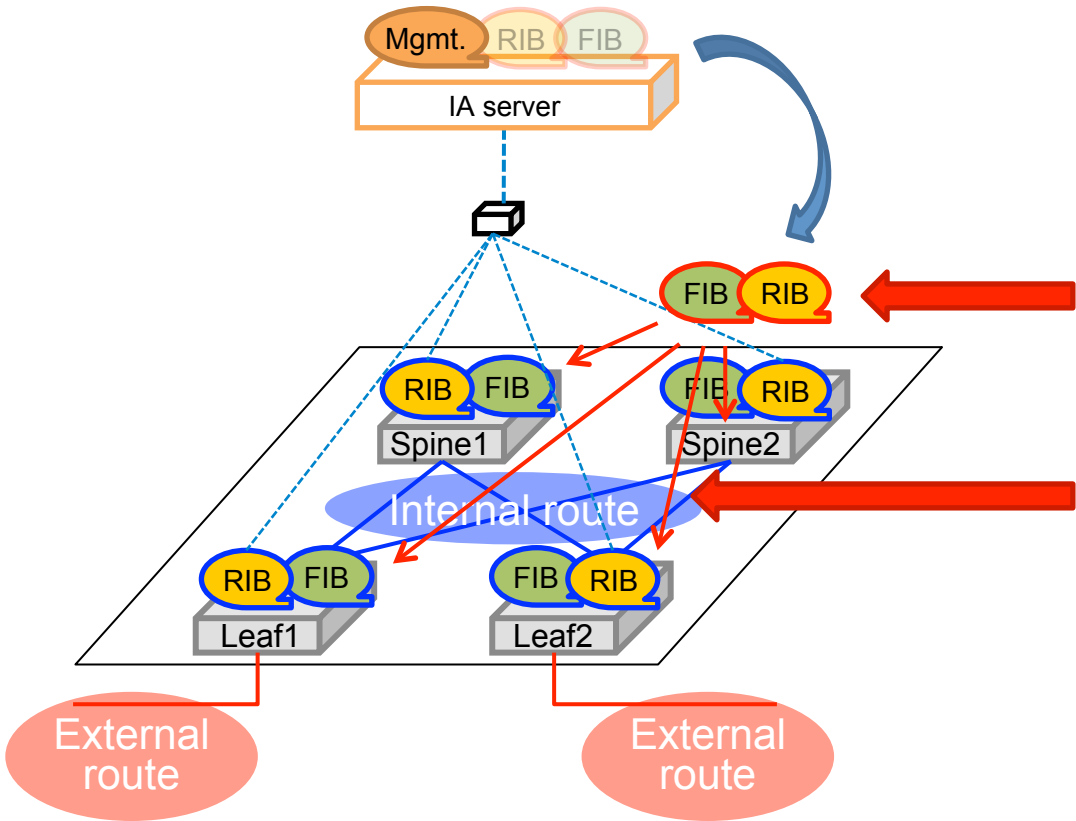 Mgmt. RIB FIB
IA server
FIB RIB
RIB FIB
FIB RIB
Spine1
Spine2
Internal route
RIB FIB
FIB RIB
Leaf1
Leaf2
External
route
External
route